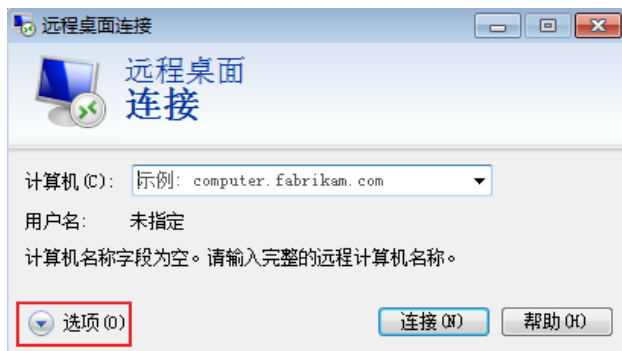 远程桌面连接
远程桌面
连接
计算机(C): 示例: computer.fabrikam.com
用户名: 未指定
计算机名称字段为空。请输入完整的远程计算机名称。
选项(O) 连接(N) 帮助(H)